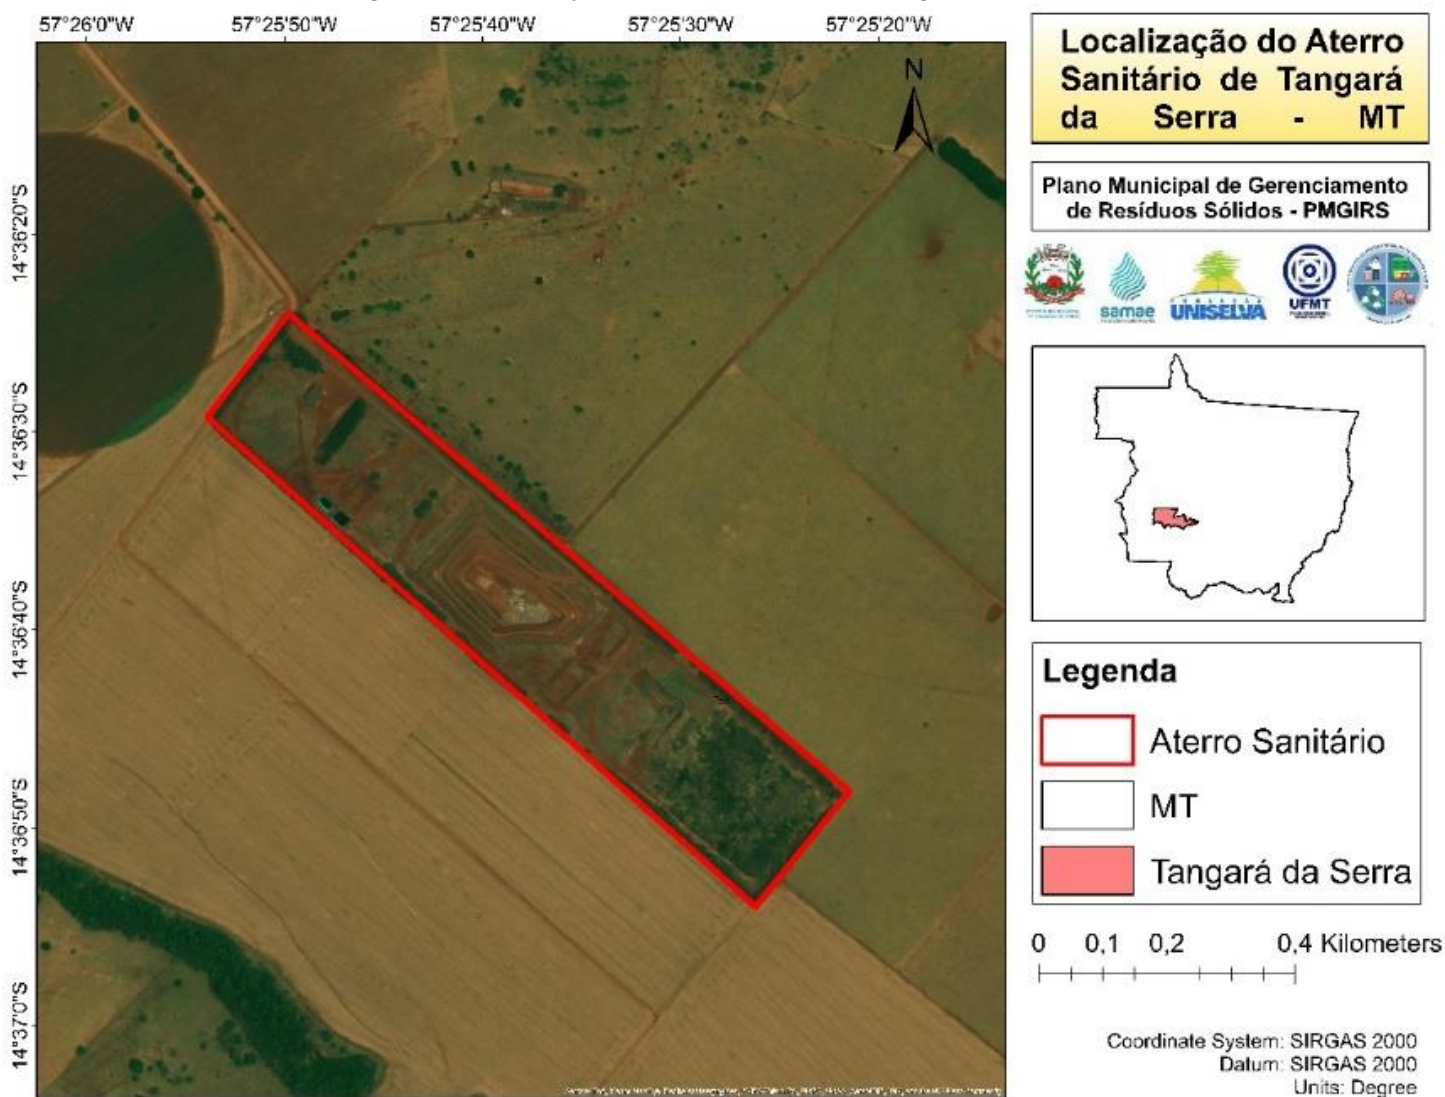 57°26'0"W 57°25'50"W 57°25'40"W 57°25'30"W 57°25'20"W
14°36'20"S
14°36'30"S
14°36'40"S
14°36'50"S
14°37'0"S
N
Localização do Aterro
Sanitário de Tangará
da Serra - MT
Plano Municipal de Gerenciamento
de Resíduos Sólidos - PMGIRS
samae
UNISELVA
UFMT
Legenda
Aterro Sanitário
MT
Tangará da Serra
0 0,1 0,2 0,4 Kilometers
Coordinate System: SIRGAS 2000
Datum: SIRGAS 2000
Units: Degree